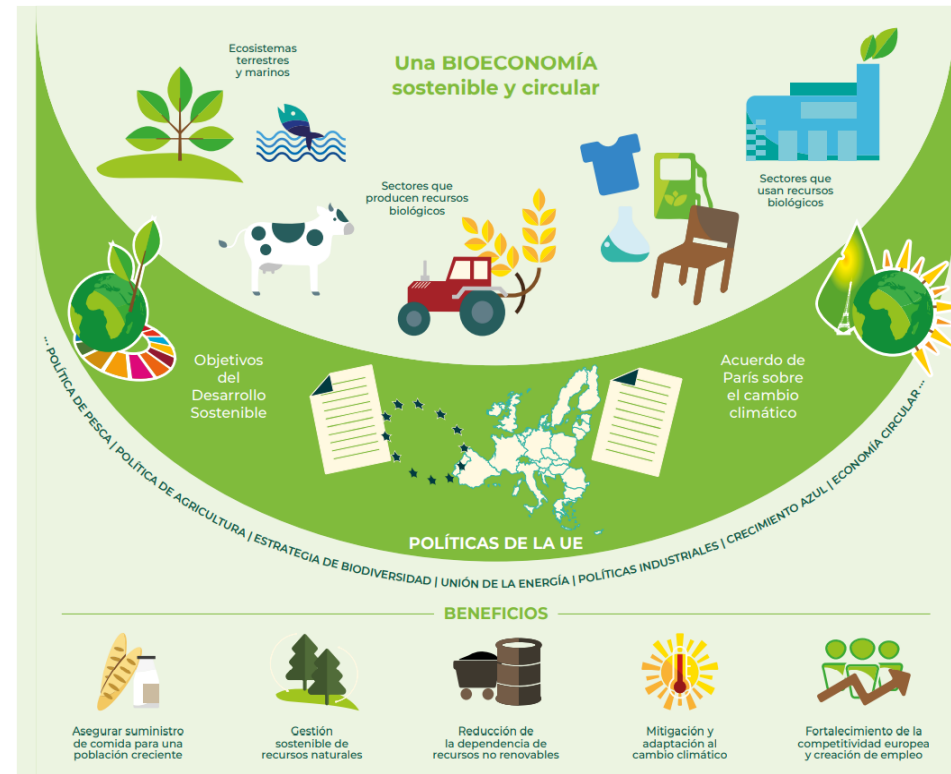 Una BIOECONOMÍA
sostenible y circular
Ecosistemas
terrestres
y marinos
Sectores que
producen recursos
biológicos
Sectores que
usan recursos
biológicos
Objetivos
del
Desarrollo
Sostenible
Acuerdo de
París sobre
el cambio
climático
POLÍTICAS DE LA UE
... POLÍTICA DE PESCA | POLÍTICA DE AGRICULTURA | ESTRATEGIA DE BIODIVERSIDAD | UNIÓN DE LA ENERGÍA | POLÍTICAS INDUSTRIALES | CRECIMIENTO AZUL | ECONOMÍA CIRCULAR ...
BENEFICIOS
Asegurar suministro
de comida para una
población creciente
Gestión
sostenible de
recursos naturales
Reducción de
la dependencia de
recursos no renovables
Mitigación y
adaptación al
cambio climático
Fortalecimiento de la
competitividad europea
y creación de empleo